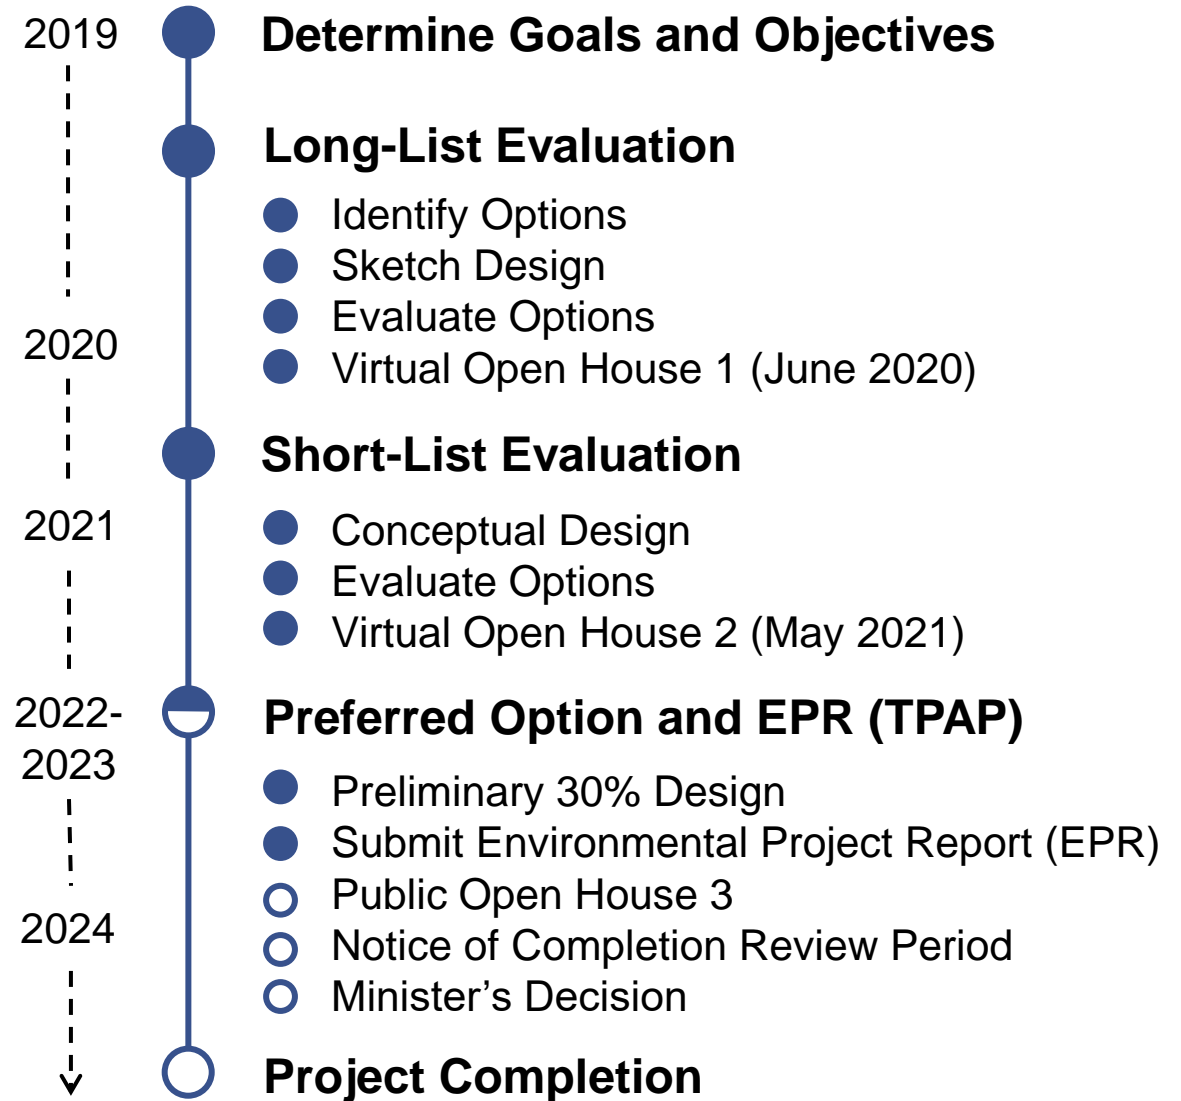 2019
Determine Goals and Objectives
Long-List Evaluation
Identify Options
Sketch Design
Evaluate Options
2020
Virtual Open House 1 (June 2020)
Short-List Evaluation
2021
Conceptual Design
Evaluate Options
Virtual Open House 2 (May 2021)
2022-
2023
Preferred Option and EPR (TPAP)
Preliminary 30% Design
Submit Environmental Project Report (EPR)
Public Open House 3
2024
Notice of Completion Review Period
Minister’s Decision
Project Completion